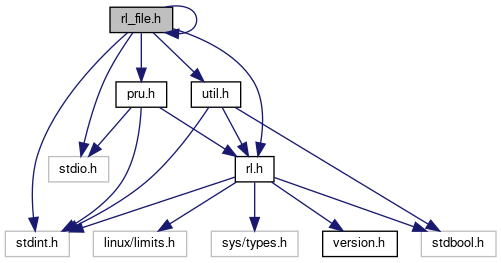 rl_file.h
pru.h
util.h
stdio.h
rl.h
stdint.h
linux/limits.h
sys/types.h
version.h
stdbool.h